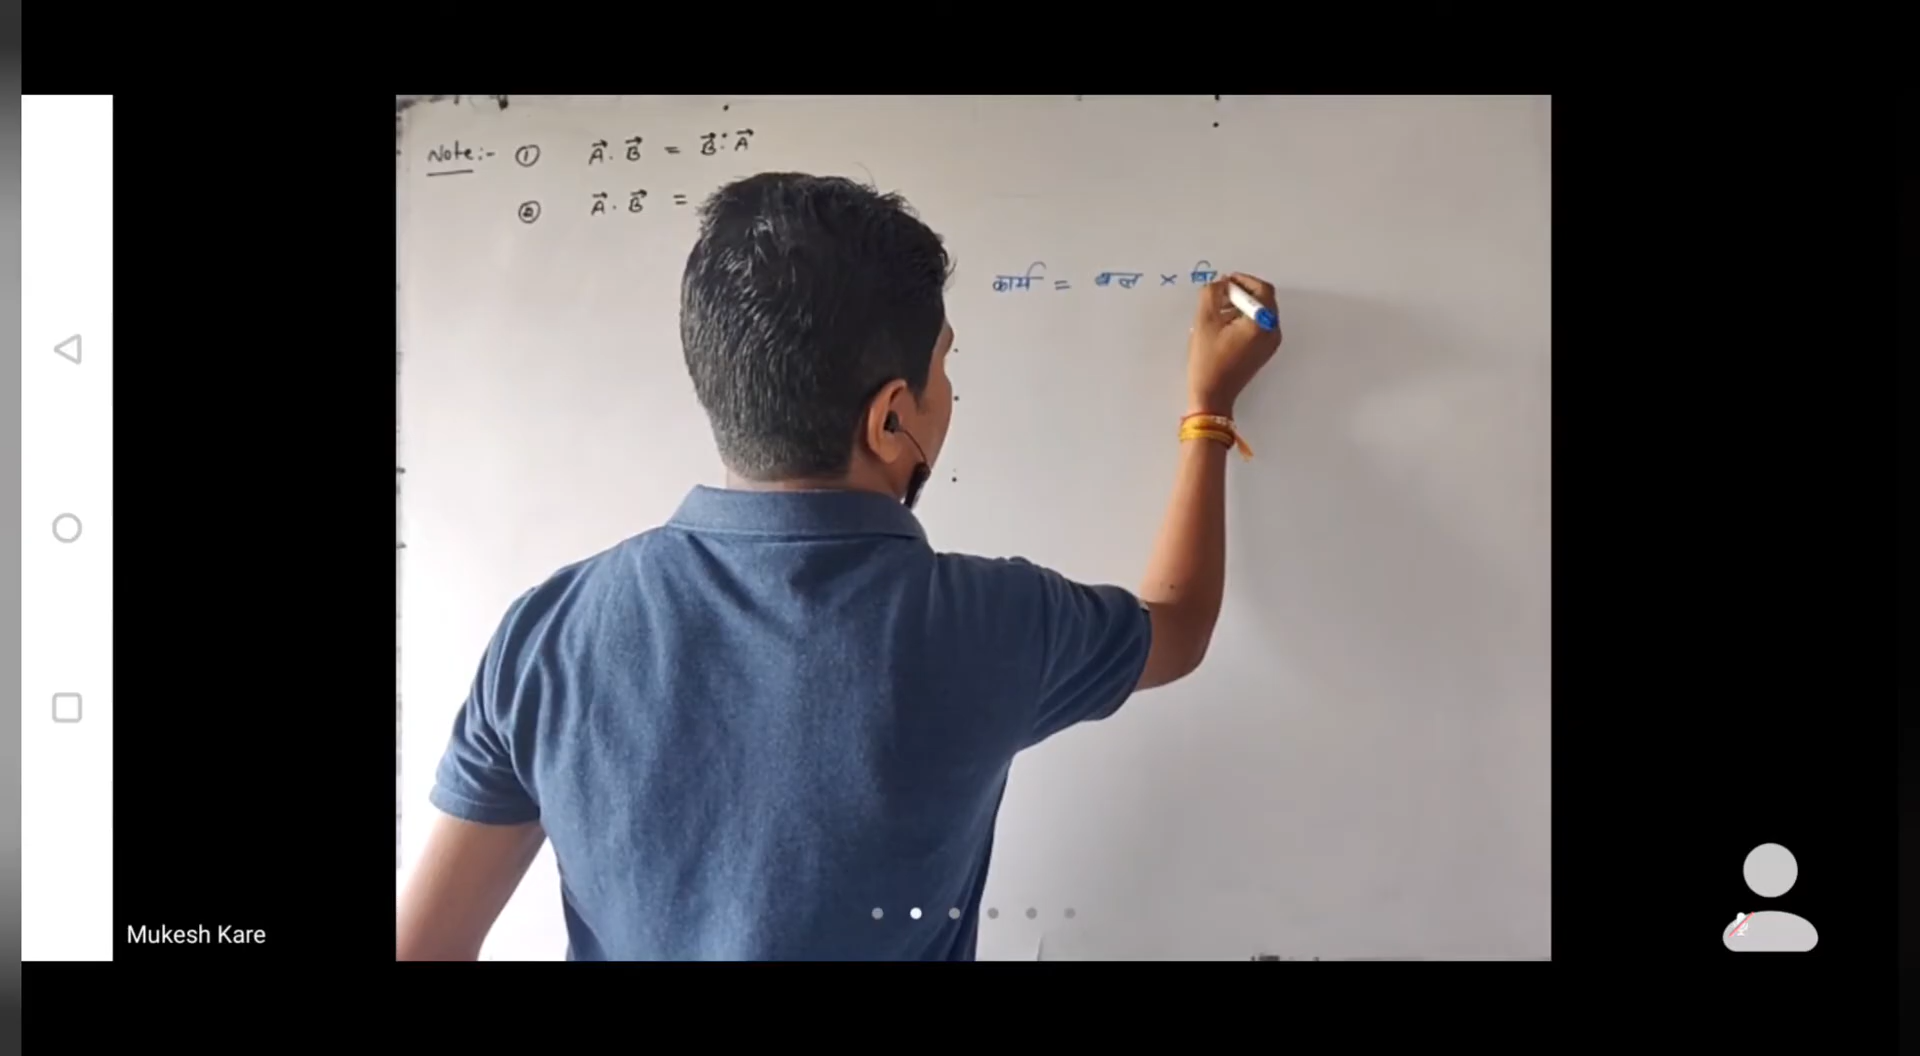 Note:- ① A⃗ . B⃗ = B⃗ . A⃗
② A⃗ . B⃗ =
कार्य = बल × वि
Mukesh Kare